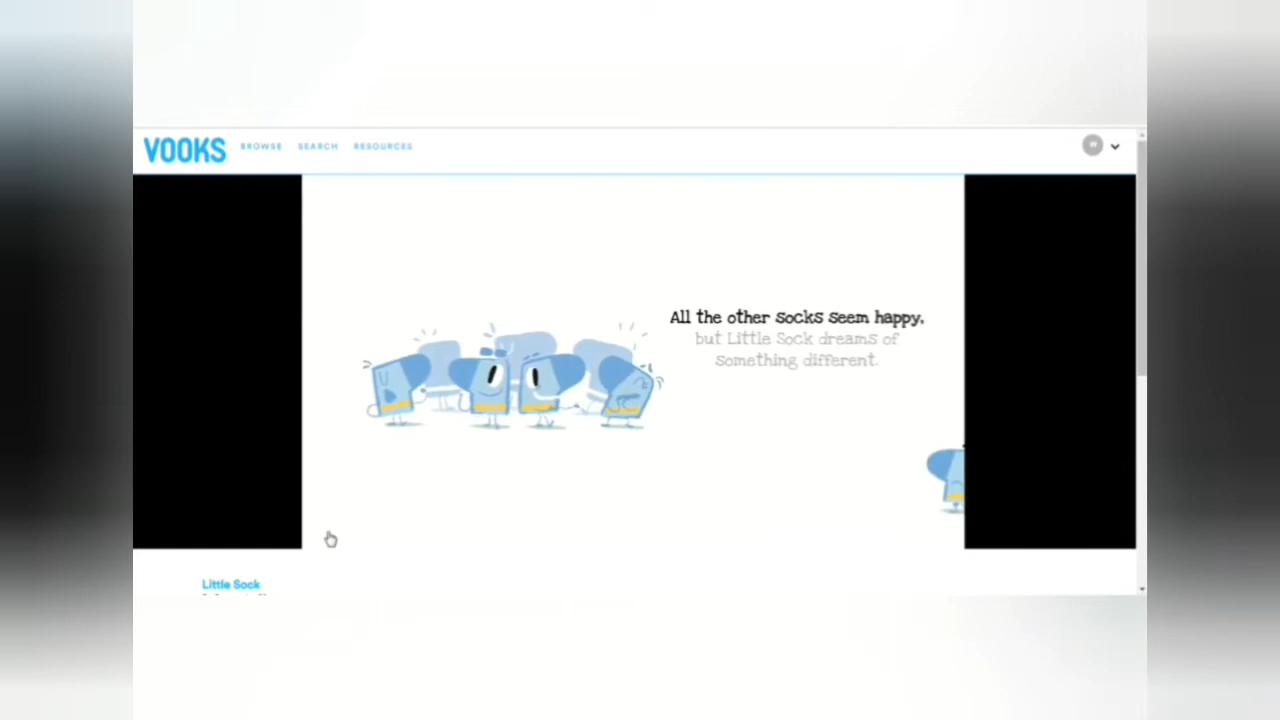 VOOKS
BROWSE SEARCH RESOURCES
All the other socks seem happy,
but Little Sock dreams of
something different.
Little Sock